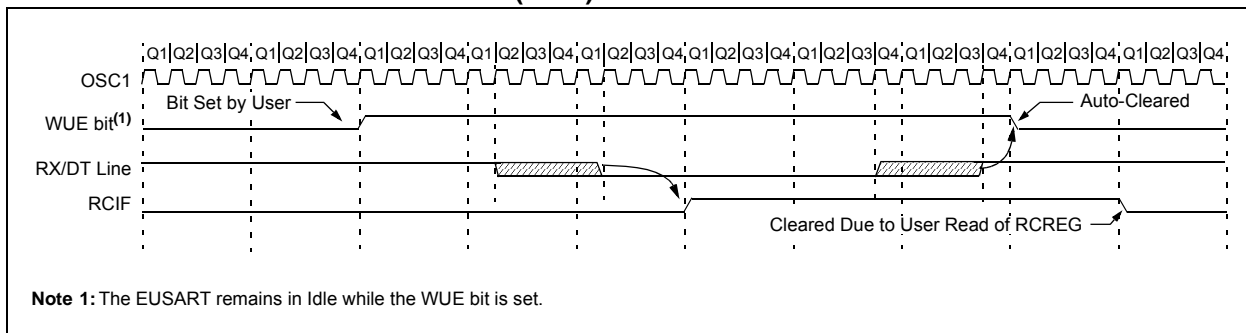 Q1 Q2 Q3 Q4 Q1 Q2 Q3 Q4 Q1 Q2 Q3 Q4 Q1 Q2 Q3 Q4 Q1 Q2 Q3 Q4 Q1 Q2 Q3 Q4 Q1 Q2 Q3 Q4 Q1 Q2 Q3 Q4 Q1 Q2 Q3 Q4 Q1 Q2 Q3 Q4
OSC1
Bit Set by User
Auto-Cleared
WUE bit(1)
RX/DT Line
RCIF
Cleared Due to User Read of RCREG
Note 1: The EUSART remains in Idle while the WUE bit is set.